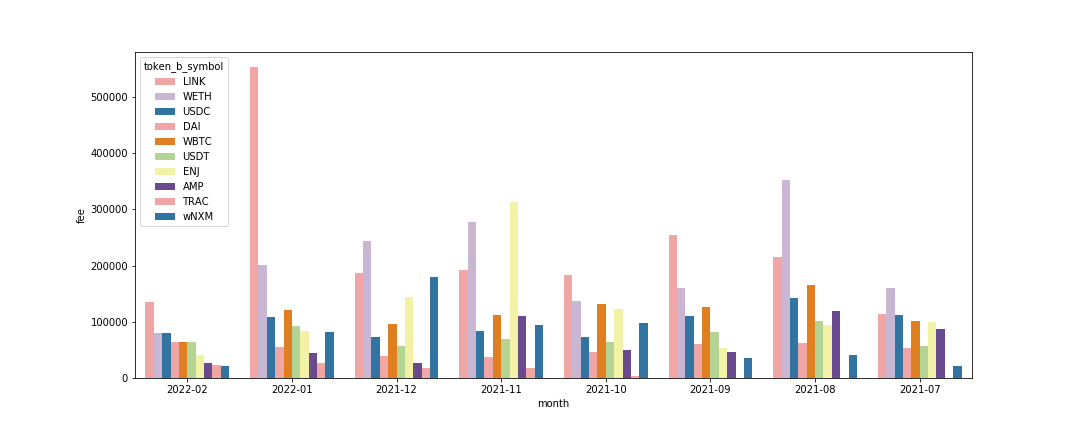 token_b_symbol
LINK
WETH
USDC
DAI
WBTC
USDT
ENJ
AMP
TRAC
wNXM
500000
400000
300000
200000
100000
0
fee
2022-02 2022-01 2021-12 2021-11 2021-10 2021-09 2021-08 2021-07
month